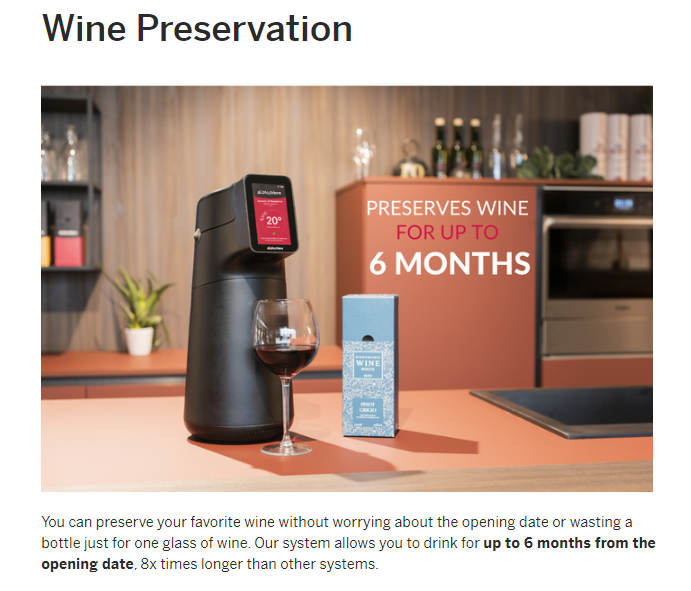 Wine Preservation
PRESERVES WINE
FOR UP TO
6 MONTHS
20°
WINE
PINOT
GRIGIO
You can preserve your favorite wine without worrying about the opening date or wasting a
bottle just for one glass of wine. Our system allows you to drink for up to 6 months from the
opening date, 8x times longer than other systems.